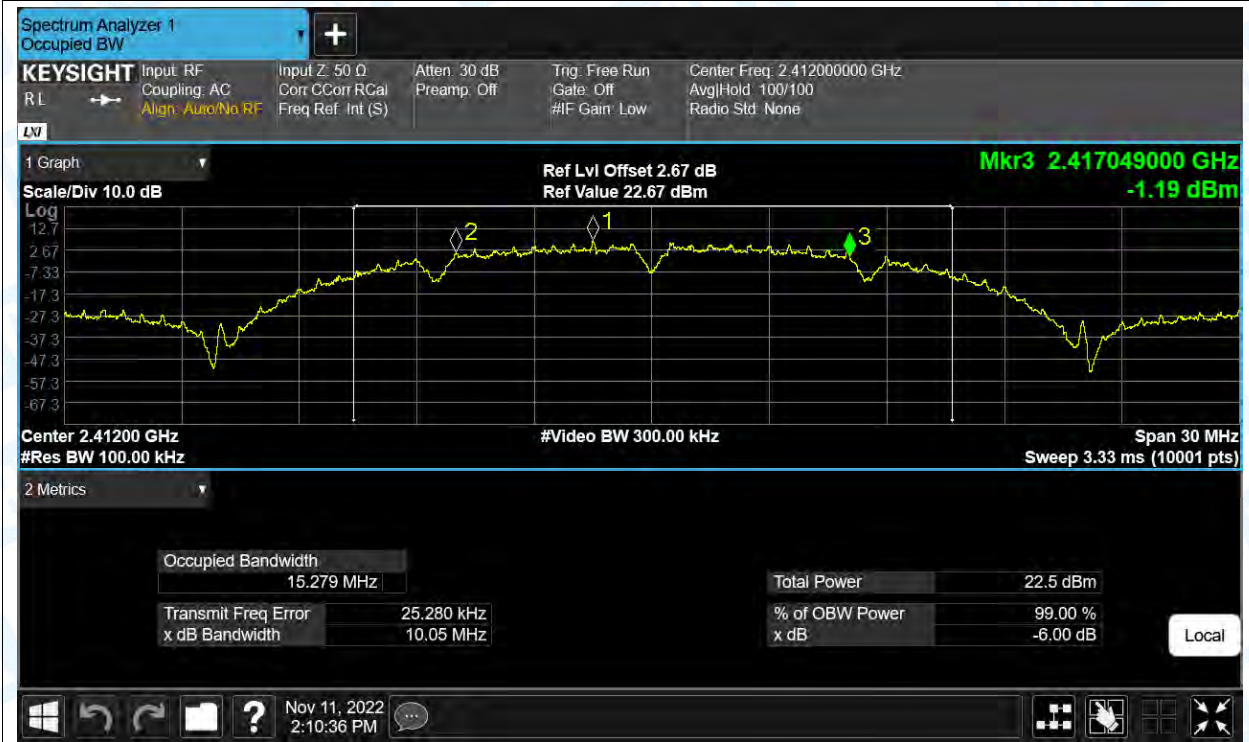 Spectrum Analyzer 1
Occupied BW
+
KEYSIGHT Input: RF Input Z: 50 Ω Atten: 30 dB Trig: Free Run Center Freq: 2.412000000 GHz
R L Coupling: AC Corr CCorr RCal Preamp: Off Gate: Off Avg|Hold: 100/100
Align: Auto/No RF Freq Ref: Int (S) #IF Gain: Low Radio Std: None
LXI
1 Graph
Ref Lvl Offset 2.67 dB
Mkr3 2.417049000 GHz
Scale/Div 10.0 dB Ref Value 22.67 dBm -1.19 dBm
Log
12.7
2.67
-7.33
-17.3
-27.3
-37.3
-47.3
-57.3
-67.3
2
1
3
Center 2.41200 GHz #Video BW 300.00 kHz Span 30 MHz
#Res BW 100.00 kHz Sweep 3.33 ms (10001 pts)
2 Metrics
Occupied Bandwidth
15.279 MHz Total Power 22.5 dBm
Transmit Freq Error 25.280 kHz % of OBW Power 99.00 %
x dB Bandwidth 10.05 MHz x dB -6.00 dB
Local
?
Nov 11, 2022
2:10:36 PM